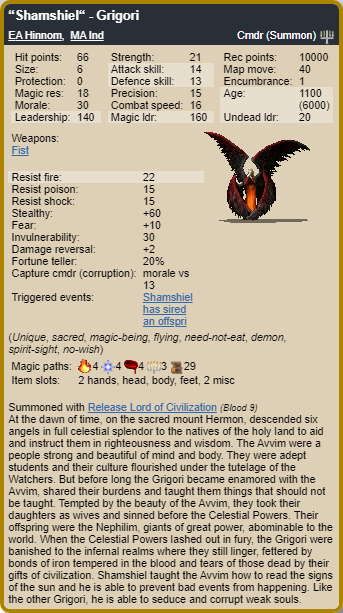 “Shamshiel“ - Grigori
EA Hinnom, MA Ind Cmdr (Summon)
Hit points: 66 Strength: 21 Rec points: 10000
Size: 6 Attack skill: 14 Map move: 40
Protection: 0 Defence skill: 13 Encumbrance: 1
Magic res: 18 Precision: 15 Age: 1100
Morale: 30 Combat speed: 16 (6000)
Leadership: 140 Magic ldr: 160 Undead ldr: 20
Weapons:
Fist
Resist fire: 22
Resist poison: 15
Resist shock: 15
Stealthy: +60
Fear: +10
Invulnerability: 30
Damage reversal: +2
Fortune teller: 20%
Capture cmdr (corruption): morale vs
13
Triggered events: Shamshiel
has sired
an offspri
(Unique, sacred, magic-being, flying, need-not-eat, demon,
spirit-sight, no-wish)
Magic paths: 4 4 4 3 29
Item slots: 2 hands, head, body, feet, 2 misc
Summoned with Release Lord of Civilization (Blood 9)
At the dawn of time, on the sacred mount Hermon, descended six
angels in full celestial splendor to the natives of the holy land to aid
and instruct them in righteousness and wisdom. The Avvim were a
people strong and beautiful of mind and body. They were adept
students and their culture flourished under the tutelage of the
Watchers. But before long the Grigori became enamored with the
Avvim, shared their burdens and taught them things that should not
be taught. Tempted by the beauty of the Avvim, they took their
daughters as wives and sinned before the Celestial Powers. Their
offspring were the Nephilim, giants of great power, abominable to the
world. When the Celestial Powers lashed out in fury, the Grigori were
banished to the infernal realms where they still linger, fettered by
bonds of iron tempered in the blood and tears of those dead by their
gifts of civilization. Shamshiel taught the Avvim how to read the signs
of the sun and he is able to prevent bad events from happening. Like
the other Grigori, he is able to seduce and corrupt weak souls.